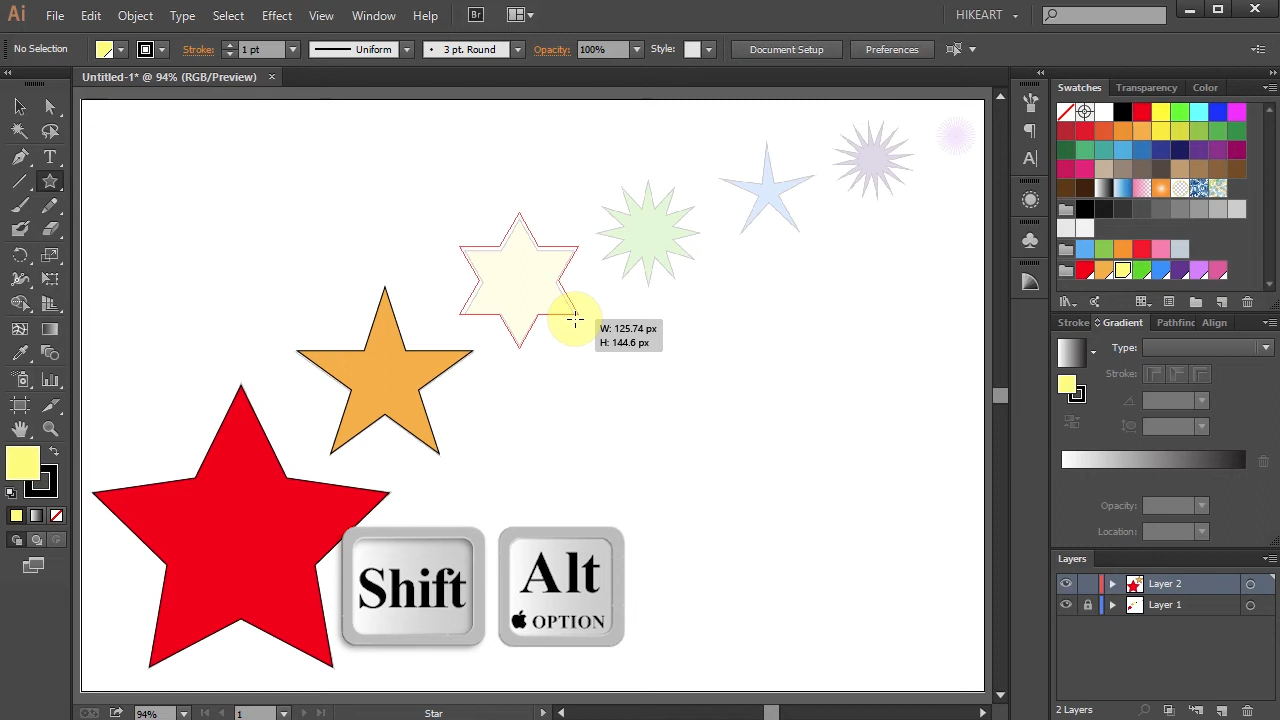 Ai File Edit Object Type Select Effect View Window Help Br HIKEART
No Selection Stroke: 1 pt Uniform 3 pt. Round Opacity: 100% Style: Document Setup Preferences
Untitled-1* @ 94% (RGB/Preview)
Swatches Transparency Color
W: 125.74 px
H: 144.6 px
Stroke Gradient Pathfinc Align
Type:
Stroke:
Opacity:
Location:
Shift
Alt
OPTION
Layers
Layer 2
Layer 1
2 Layers
94% 1 Star